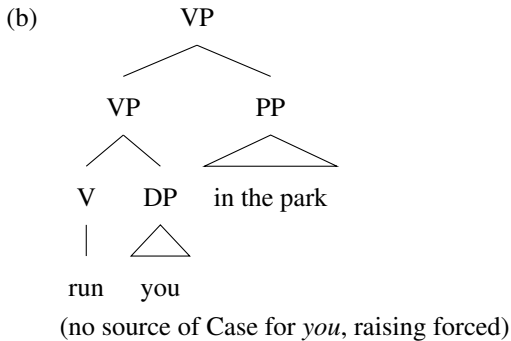 (b) VP
VP PP
V DP in the park
run you
(no source of Case for you, raising forced)